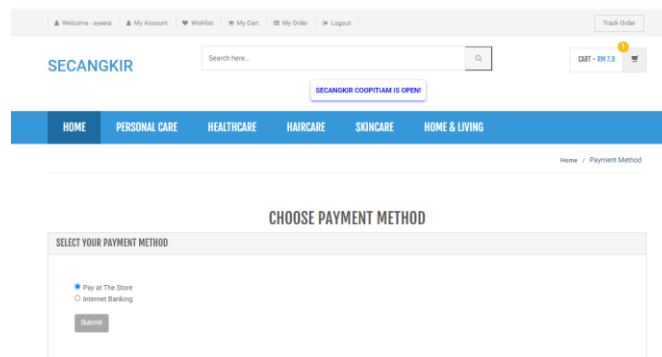 Welcome - ayeera My Account Wishlist My Cart My Order Logout Track Order
SECANGKIR Search here... CART - RM 7.9 1
SECANGKIR COOPITIAM IS OPEN!
HOME PERSONAL CARE HEALTHCARE HAIRCARE SKINCARE HOME & LIVING
Home / Payment Method
CHOOSE PAYMENT METHOD
SELECT YOUR PAYMENT METHOD
Pay at The Store
Internet Banking
Submit